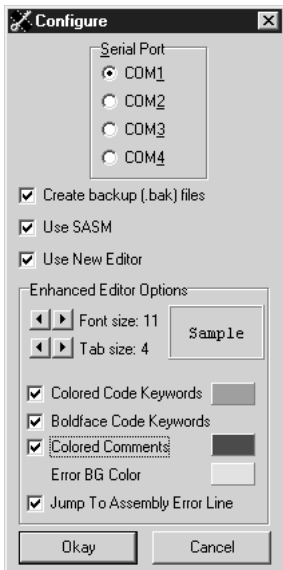 Configure
Serial Port
COM1
COM2
COM3
COM4
Create backup (.bak) files
Use SASM
Use New Editor
Enhanced Editor Options
Font size: 11
Sample
Tab size: 4
Colored Code Keywords
Boldface Code Keywords
Colored Comments
Error BG Color
Jump To Assembly Error Line
Okay Cancel